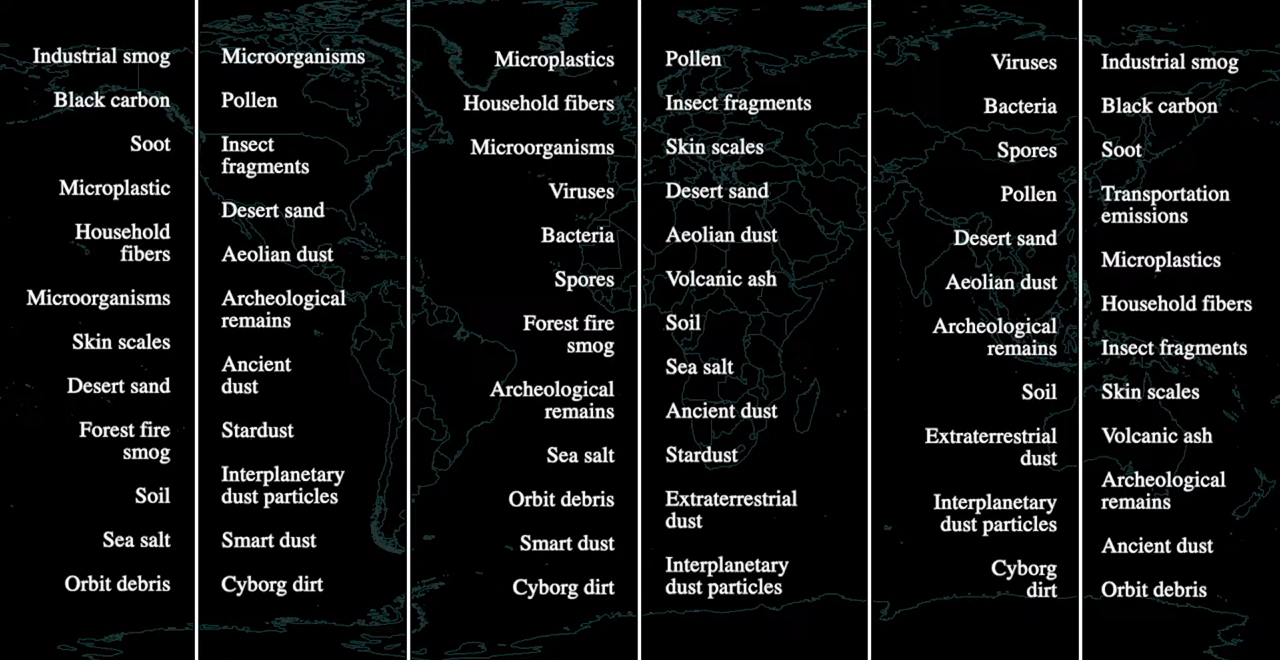 Industrial smog
Black carbon
Soot
Microplastic
Household
fibers
Microorganisms
Skin scales
Desert sand
Forest fire
smog
Soil
Sea salt
Orbit debris
Microorganisms
Pollen
Insect
fragments
Desert sand
Aeolian dust
Archeological
remains
Ancient
dust
Stardust
Interplanetary
dust particles
Smart dust
Cyborg dirt
Microplastics
Household fibers
Microorganisms
Viruses
Bacteria
Spores
Forest fire
smog
Archeological
remains
Sea salt
Orbit debris
Smart dust
Cyborg dirt
Pollen
Insect fragments
Skin scales
Desert sand
Aeolian dust
Volcanic ash
Soil
Sea salt
Ancient dust
Stardust
Extraterrestrial
dust
Interplanetary
dust particles
Viruses
Bacteria
Spores
Pollen
Desert sand
Aeolian dust
Archeological
remains
Soil
Extraterrestrial
dust
Interplanetary
dust particles
Cyborg
dirt
Industrial smog
Black carbon
Soot
Transportation
emissions
Microplastics
Household fibers
Insect fragments
Skin scales
Volcanic ash
Archeological
remains
Ancient dust
Orbit debris